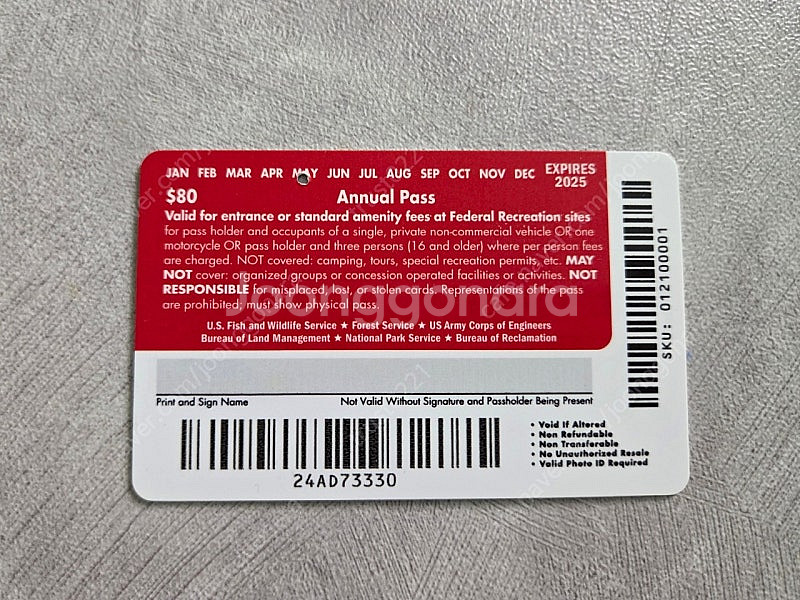 JAN FEB MAR APR MAY JUN JUL AUG SEP OCT NOV DEC EXPIRES 2025
$80 Annual Pass
Valid for entrance or standard amenity fees at Federal Recreation sites
for pass holder and occupants of a single, private non-commercial vehicle OR one
motorcycle OR pass holder and three persons (16 and older) where per person fees
are charged. NOT covered: camping, tours, special recreation permits, etc. MAY
NOT cover: organized groups or concession operated facilities or activities. NOT
RESPONSIBLE for misplaced, lost, or stolen cards. Representations of the pass
are prohibited; must show physical pass.
U.S. Fish and Wildlife Service ★ Forest Service ★ US Army Corps of Engineers
Bureau of Land Management ★ National Park Service ★ Bureau of Reclamation
SKU: 012100001
Print and Sign Name Not Valid Without Signature and Passholder Being Present
24AD73330
• Void If Altered
• Non Refundable
• Non Transferable
• No Unauthorized Resale
• Valid Photo ID Required
Joonggonara